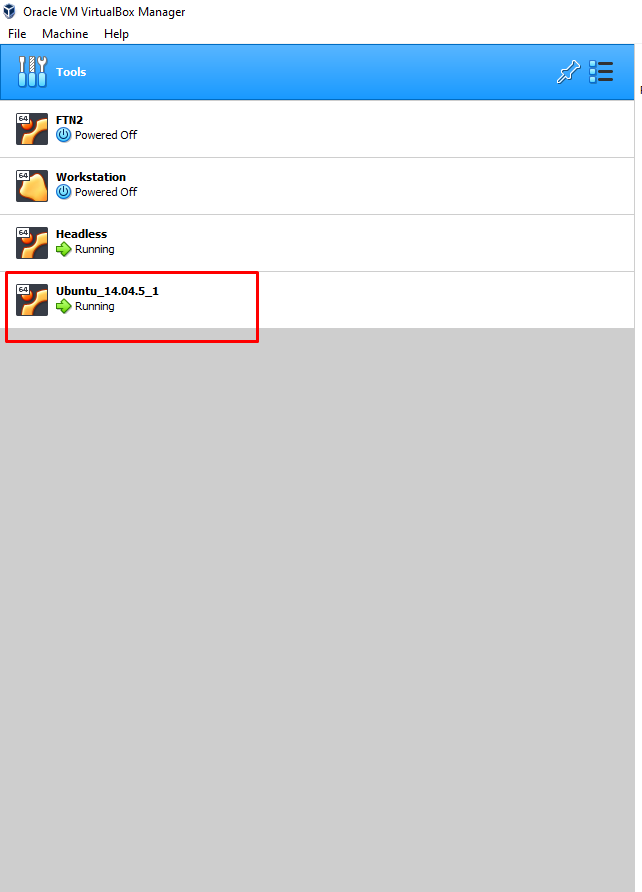 Oracle VM VirtualBox Manager
File Machine Help
Tools
64 FTN2
Powered Off
64 Workstation
Powered Off
64 Headless
Running
64 Ubuntu_14.04.5_1
Running